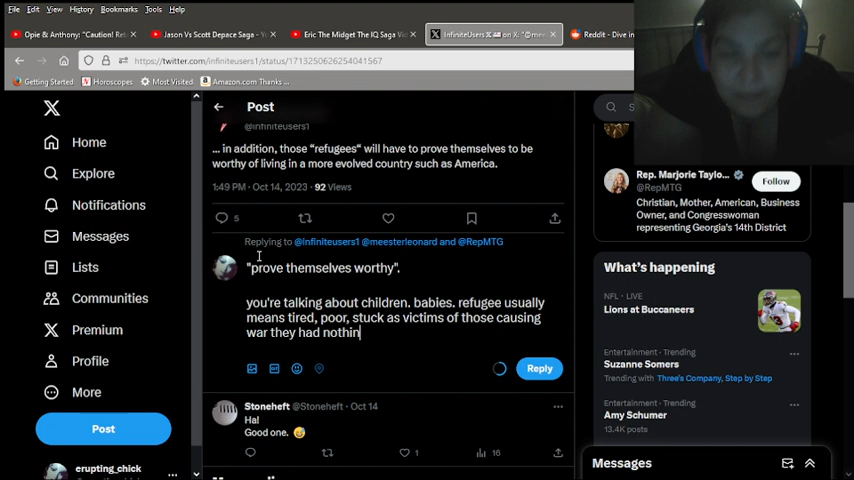 File Edit View History Bookmarks Tools Help
Opie & Anthony: "Caution! Rel
Jason Vs Scott Depace Saga -
Eric The Midget The IQ Saga Vi
InfiniteUsers on X: "@mee
Reddit - Dive in
https://twitter.com/infiniteusers1/status/1713250626254041567
Getting Started Horoscopes Most Visited Amazon.com Thanks ...
Home
Explore
Notifications
Messages
Lists
Communities
Premium
Profile
More
Post
erupting_chick
Post
@infiniteusers1
... in addition, those “refugees“ will have to prove themselves to be
worthy of living in a more evolved country such as America.
1:49 PM · Oct 14, 2023 · 92 Views
5
Replying to @infiniteusers1 @meesterleonard and @RepMTG
"prove themselves worthy".
you're talking about children. babies. refugee usually
means tired, poor, stuck as victims of those causing
war they had nothin
Reply
Stoneheft @Stoneheft · Oct 14
Ha!
Good one. 😅
1
16
Rep. Marjorie Taylo...
@RepMTG
Follow
Christian, Mother, American, Business
Owner, and Congresswoman
representing Georgia's 14th District
What's happening
NFL · LIVE
Lions at Buccaneers
Entertainment · Trending
Suzanne Somers
Trending with Three's Company, Step by Step
Entertainment · Trending
Amy Schumer
13.4K posts
Messages